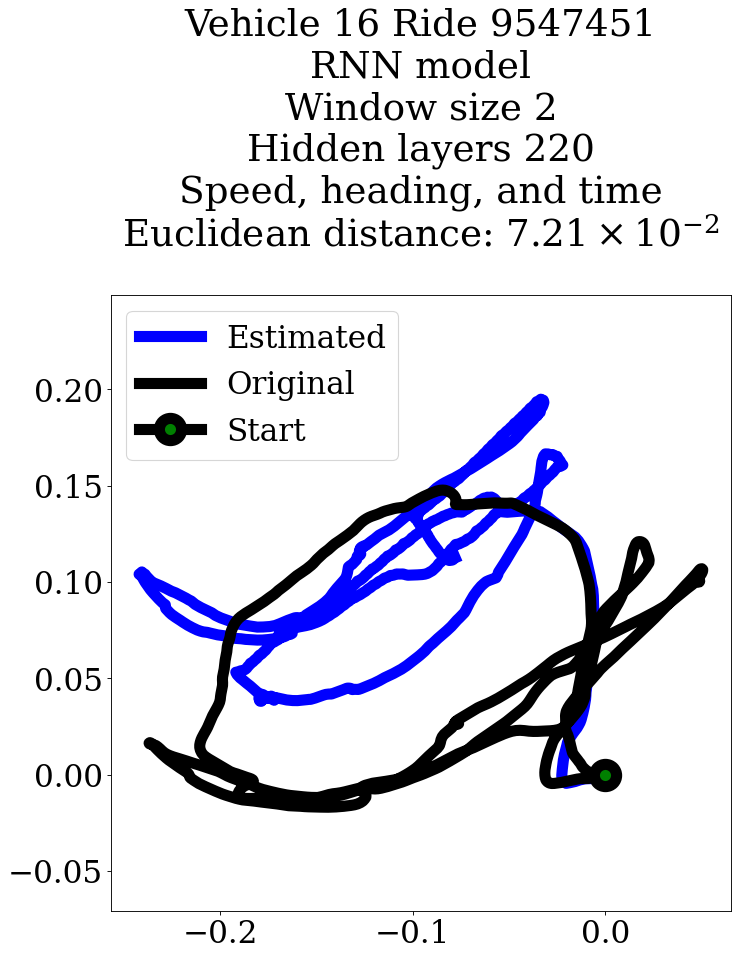 Vehicle 16 Ride 9547451
RNN model
Window size 2
Hidden layers 220
Speed, heading, and time
Euclidean distance: 7.21 × 10⁻²
Estimated
Original
Start
0.20
0.15
0.10
0.05
0.00
−0.05
−0.2
−0.1
0.0